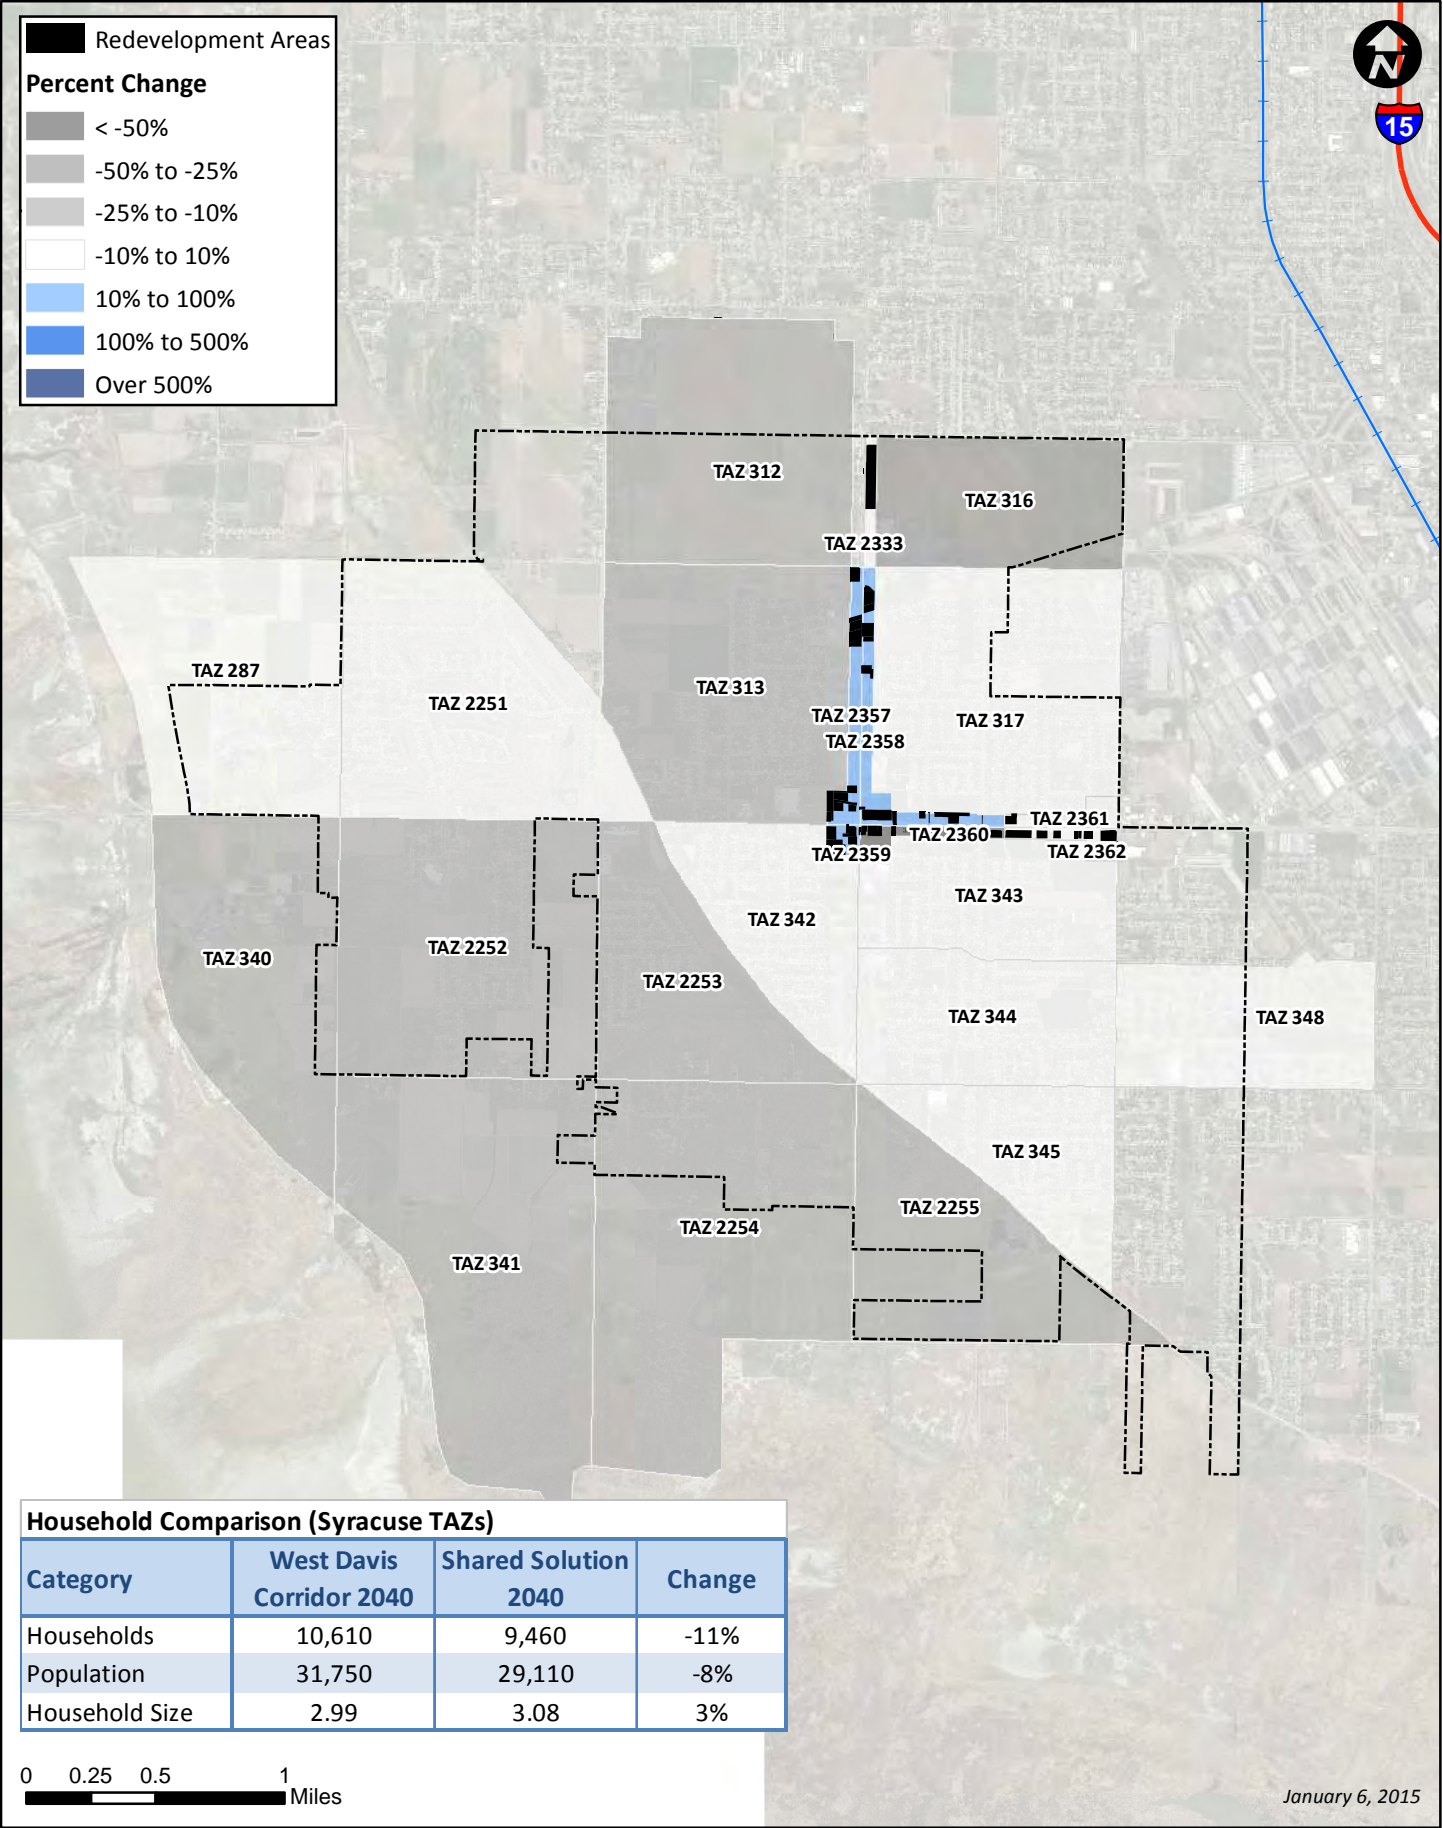 Redevelopment Areas
Percent Change
< -50%
-50% to -25%
-25% to -10%
-10% to 10%
10% to 100%
100% to 500%
Over 500%
N
15
TAZ 312
TAZ 316
TAZ 2333
TAZ 287
TAZ 2251
TAZ 313
TAZ 2357
TAZ 317
TAZ 2358
TAZ 2361
TAZ 2360
TAZ 2362
TAZ 2359
TAZ 343
TAZ 342
TAZ 340
TAZ 2252
TAZ 2253
TAZ 344
TAZ 348
TAZ 345
TAZ 2255
TAZ 2254
TAZ 341
Household Comparison (Syracuse TAZs)
Category West Davis Corridor 2040 Shared Solution 2040 Change
Households 10,610 9,460 -11%
Population 31,750 29,110 -8%
Household Size 2.99 3.08 3%
0 0.25 0.5 1
Miles
January 6, 2015